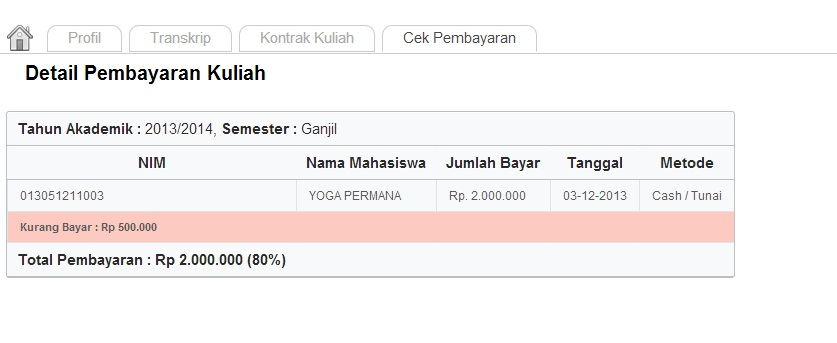 Profil Transkrip Kontrak Kuliah Cek Pembayaran
Detail Pembayaran Kuliah
Tahun Akademik : 2013/2014, Semester : Ganjil
NIM Nama Mahasiswa Jumlah Bayar Tanggal Metode
013051211003 YOGA PERMANA Rp. 2.000.000 03-12-2013 Cash / Tunai
Kurang Bayar : Rp 500.000
Total Pembayaran : Rp 2.000.000 (80%)